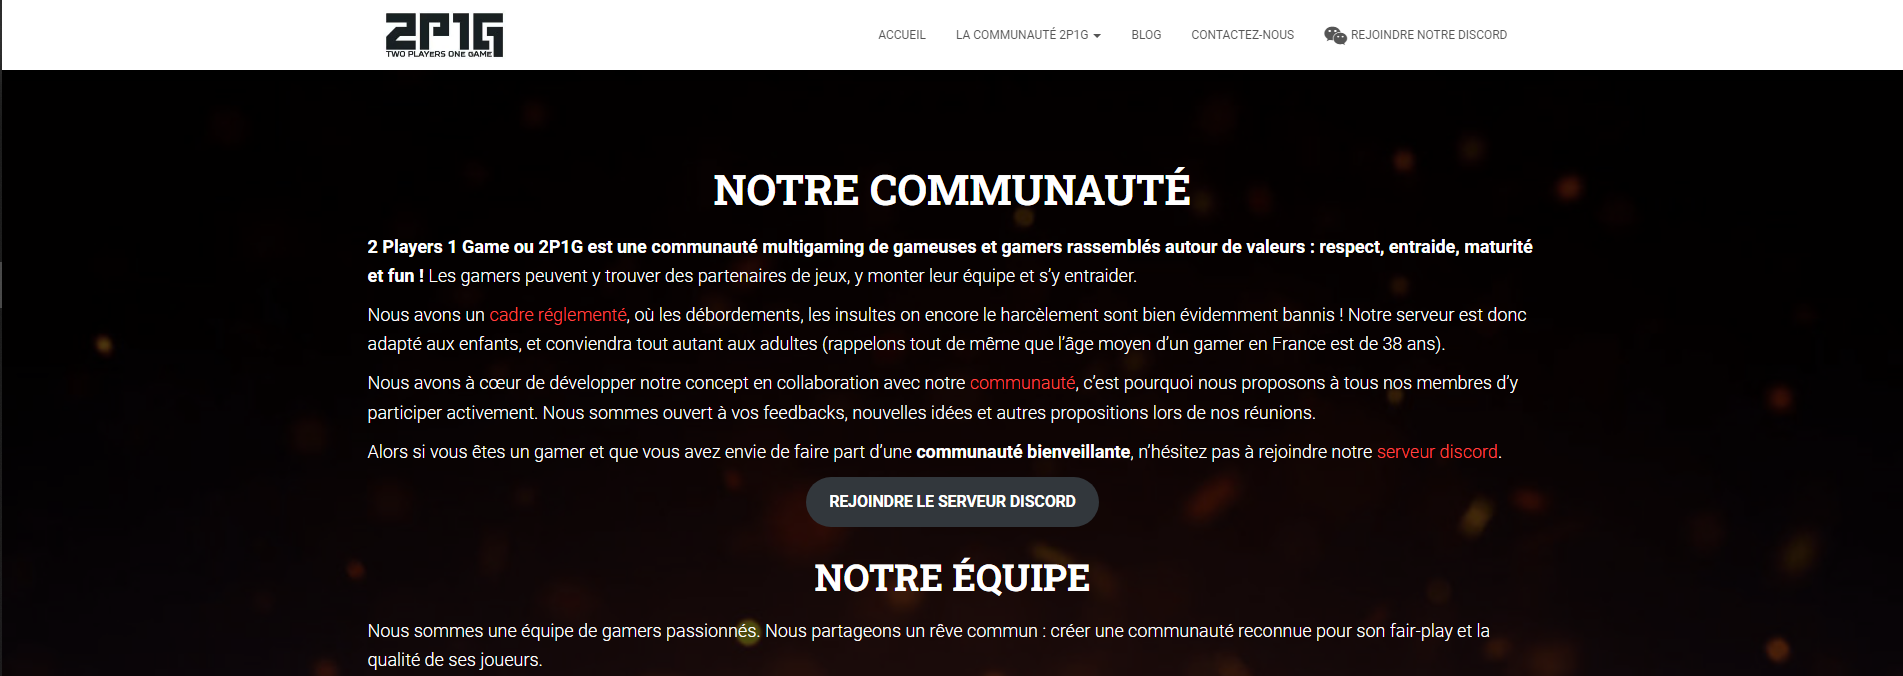 2P1G
TWO PLAYERS ONE GAME
ACCUEIL
LA COMMUNAUTÉ 2P1G
BLOG
CONTACTEZ-NOUS
REJOINDRE NOTRE DISCORD
NOTRE COMMUNAUTÉ
2 Players 1 Game ou 2P1G est une communauté multigaming de gameuses et gamers rassemblés autour de valeurs : respect, entraide, maturité
et fun ! Les gamers peuvent y trouver des partenaires de jeux, y monter leur équipe et s’y entraider.
Nous avons un cadre réglementé, où les débordements, les insultes on encore le harcèlement sont bien évidemment bannis ! Notre serveur est donc
adapté aux enfants, et conviendra tout autant aux adultes (rappelons tout de même que l’âge moyen d’un gamer en France est de 38 ans).
Nous avons à cœur de développer notre concept en collaboration avec notre communauté, c’est pourquoi nous proposons à tous nos membres d’y
participer activement. Nous sommes ouvert à vos feedbacks, nouvelles idées et autres propositions lors de nos réunions.
Alors si vous êtes un gamer et que vous avez envie de faire part d’une communauté bienveillante, n’hésitez pas à rejoindre notre serveur discord.
REJOINDRE LE SERVEUR DISCORD
NOTRE ÉQUIPE
Nous sommes une équipe de gamers passionnés. Nous partageons un rêve commun : créer une communauté reconnue pour son fair-play et la
qualité de ses joueurs.